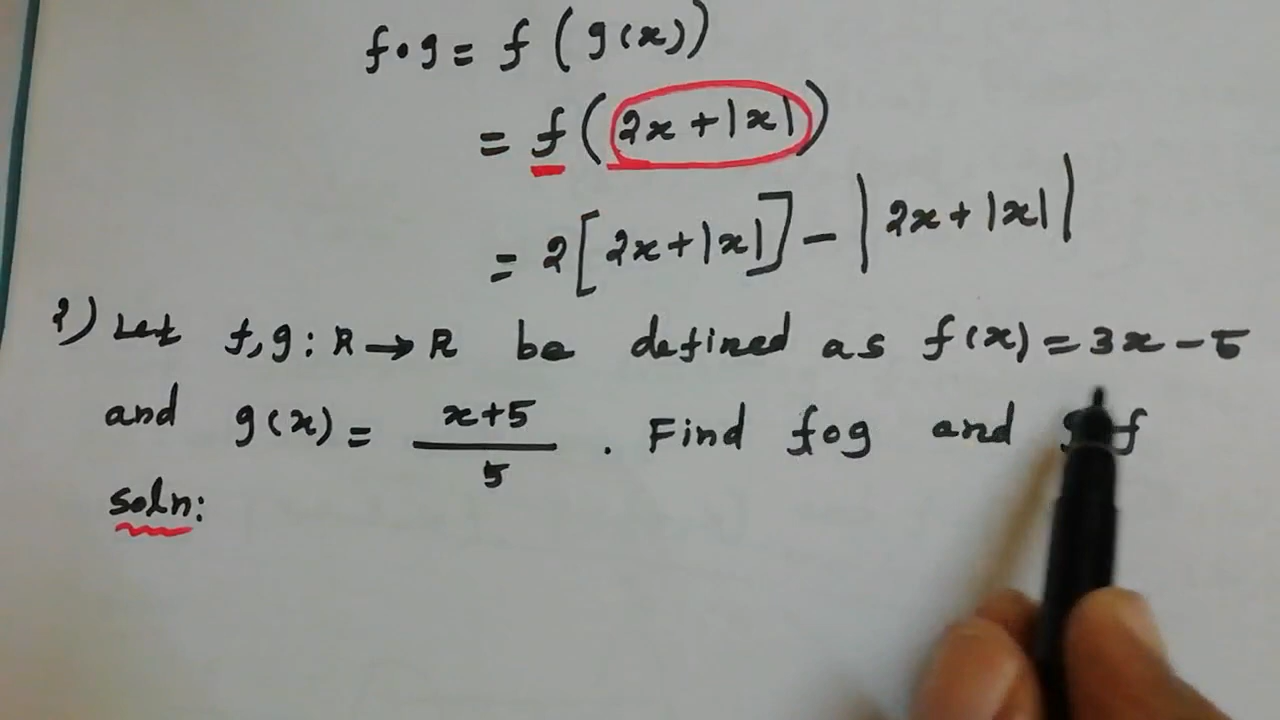 f∘g = f(g(x))
= f(2x+|x|)
= 2[2x+|x|] - |2x+|x||
2) Let f,g: R→R be defined as f(x)=3x-5
and g(x) = x+5/5 . Find fog and f
Soln: